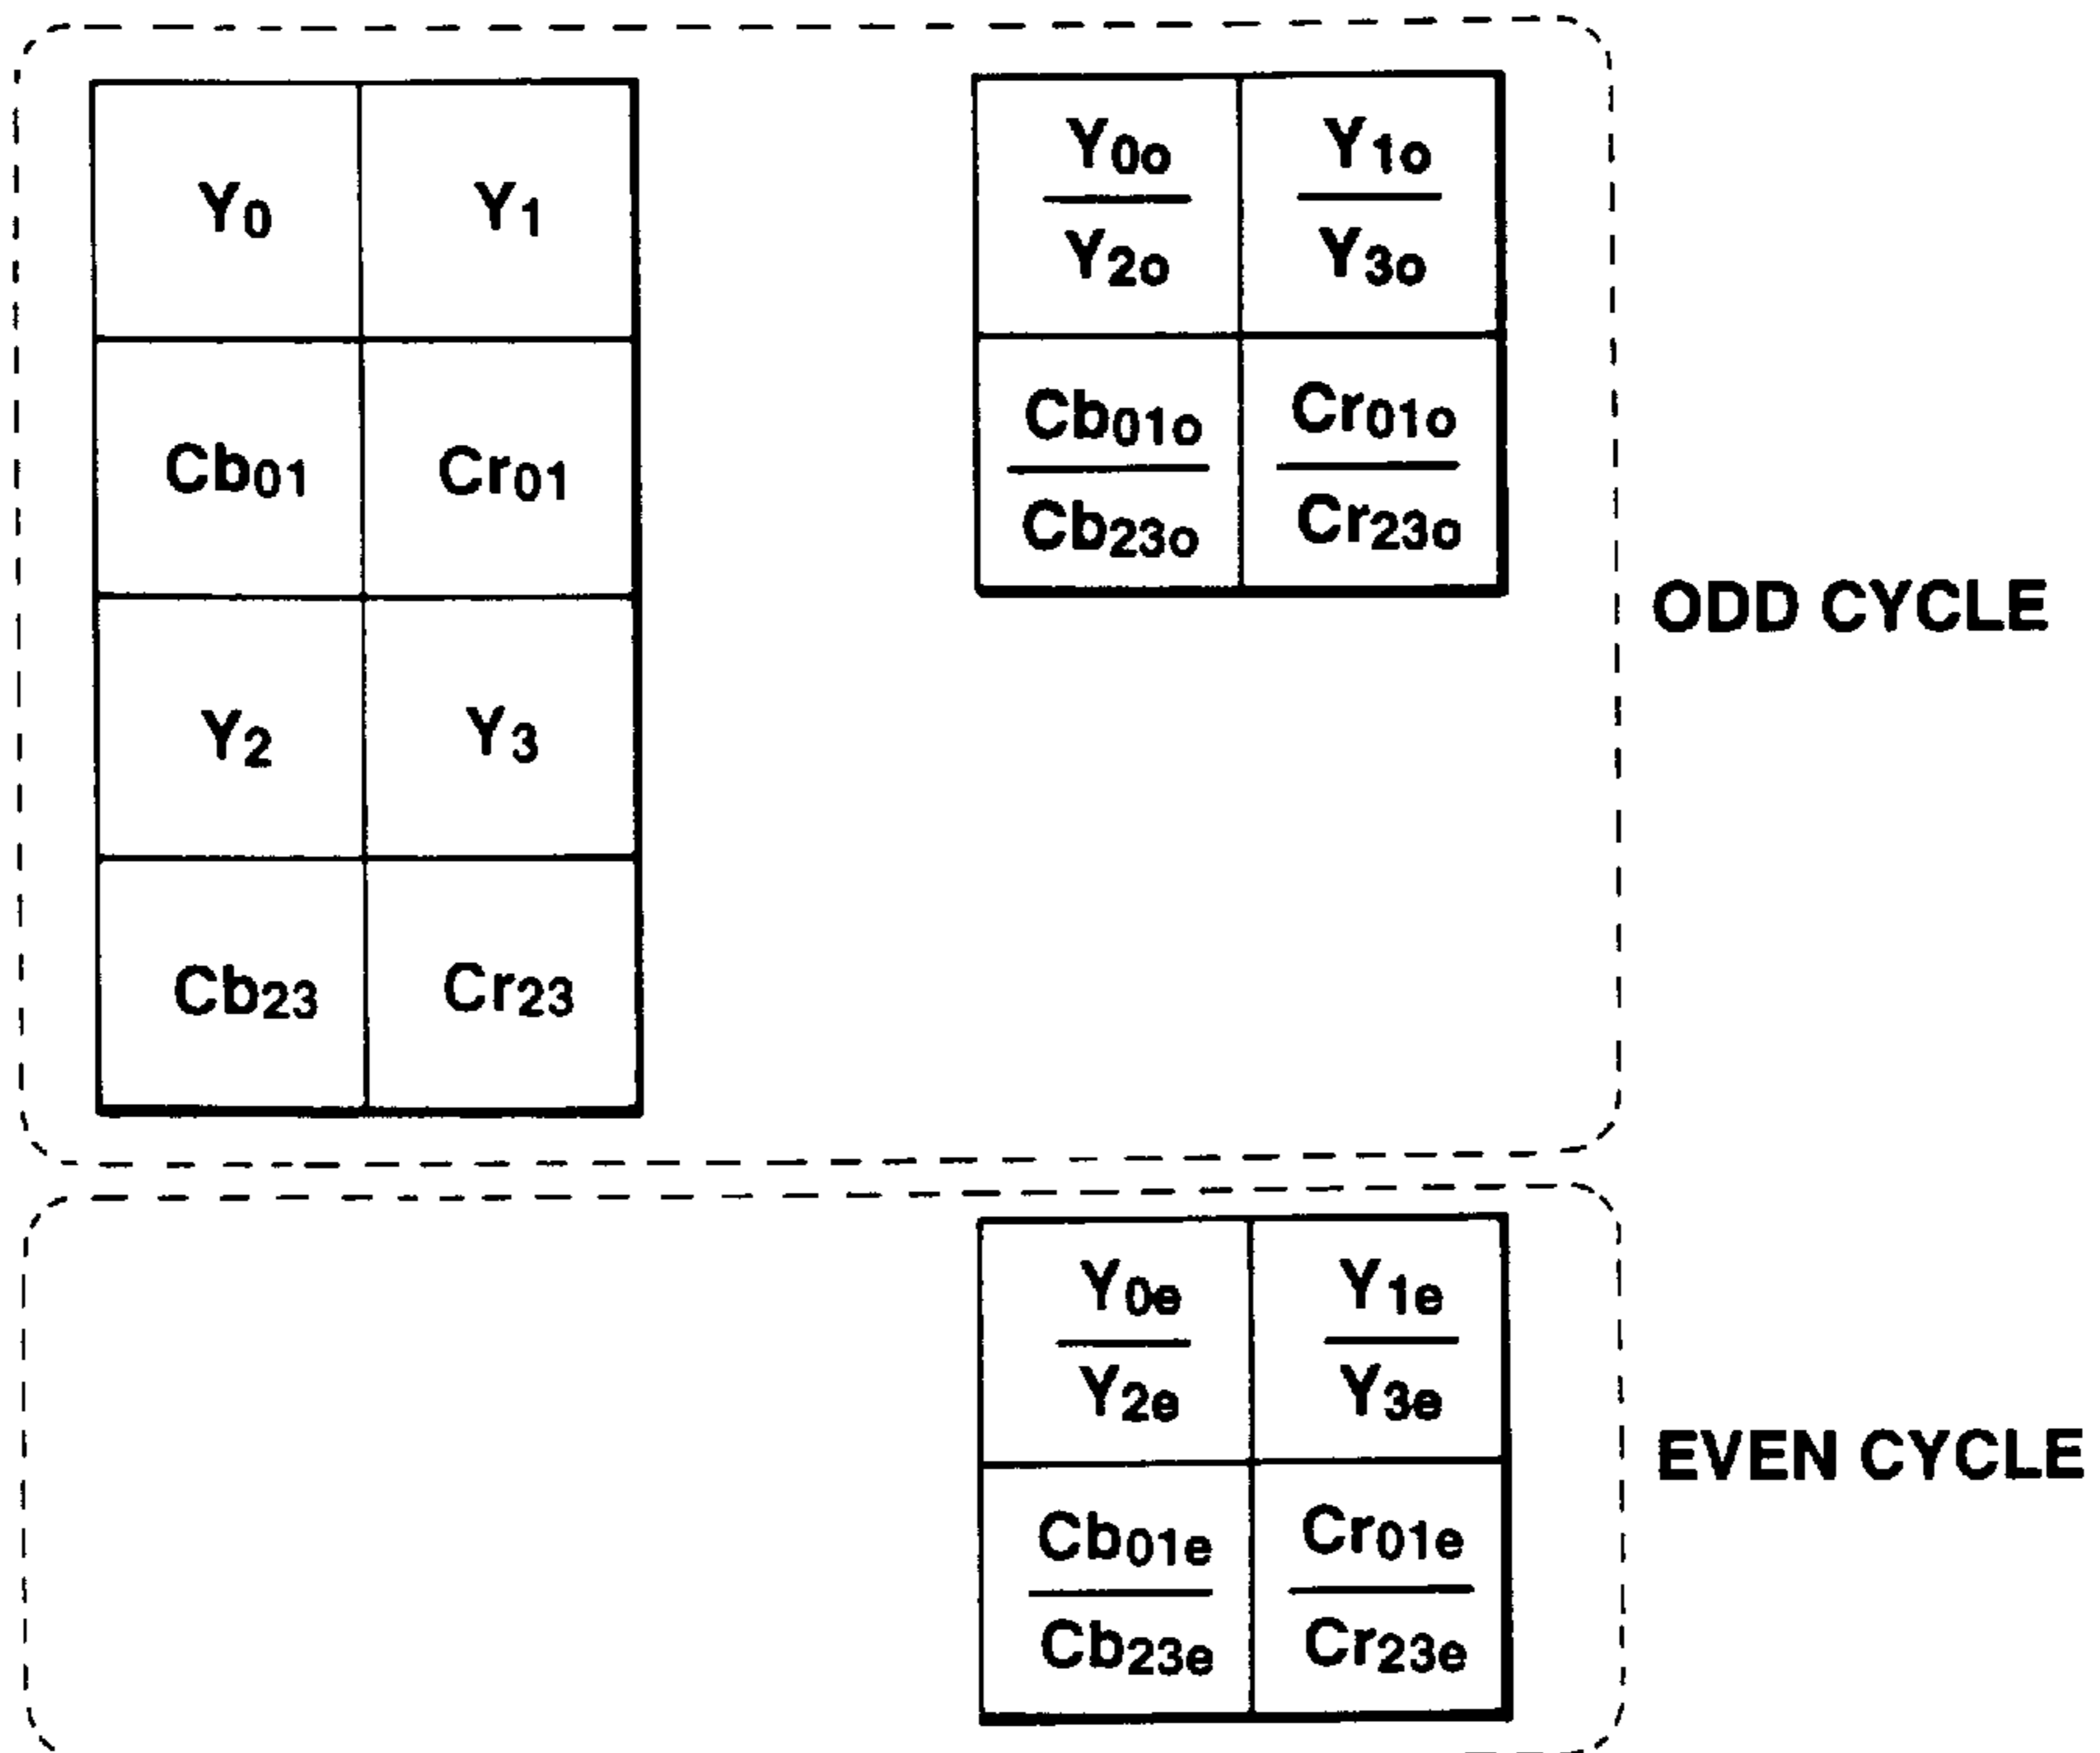 Y0 Y1
Cb01 Cr01
Y2 Y3
Cb23 Cr23
Y0o Y1o
Y2o Y3o
Cb01o Cr01o
Cb23o Cr23o
ODD CYCLE
Y0e Y1e
Y2e Y3e
Cb01e Cr01e
Cb23e Cr23e
EVEN CYCLE